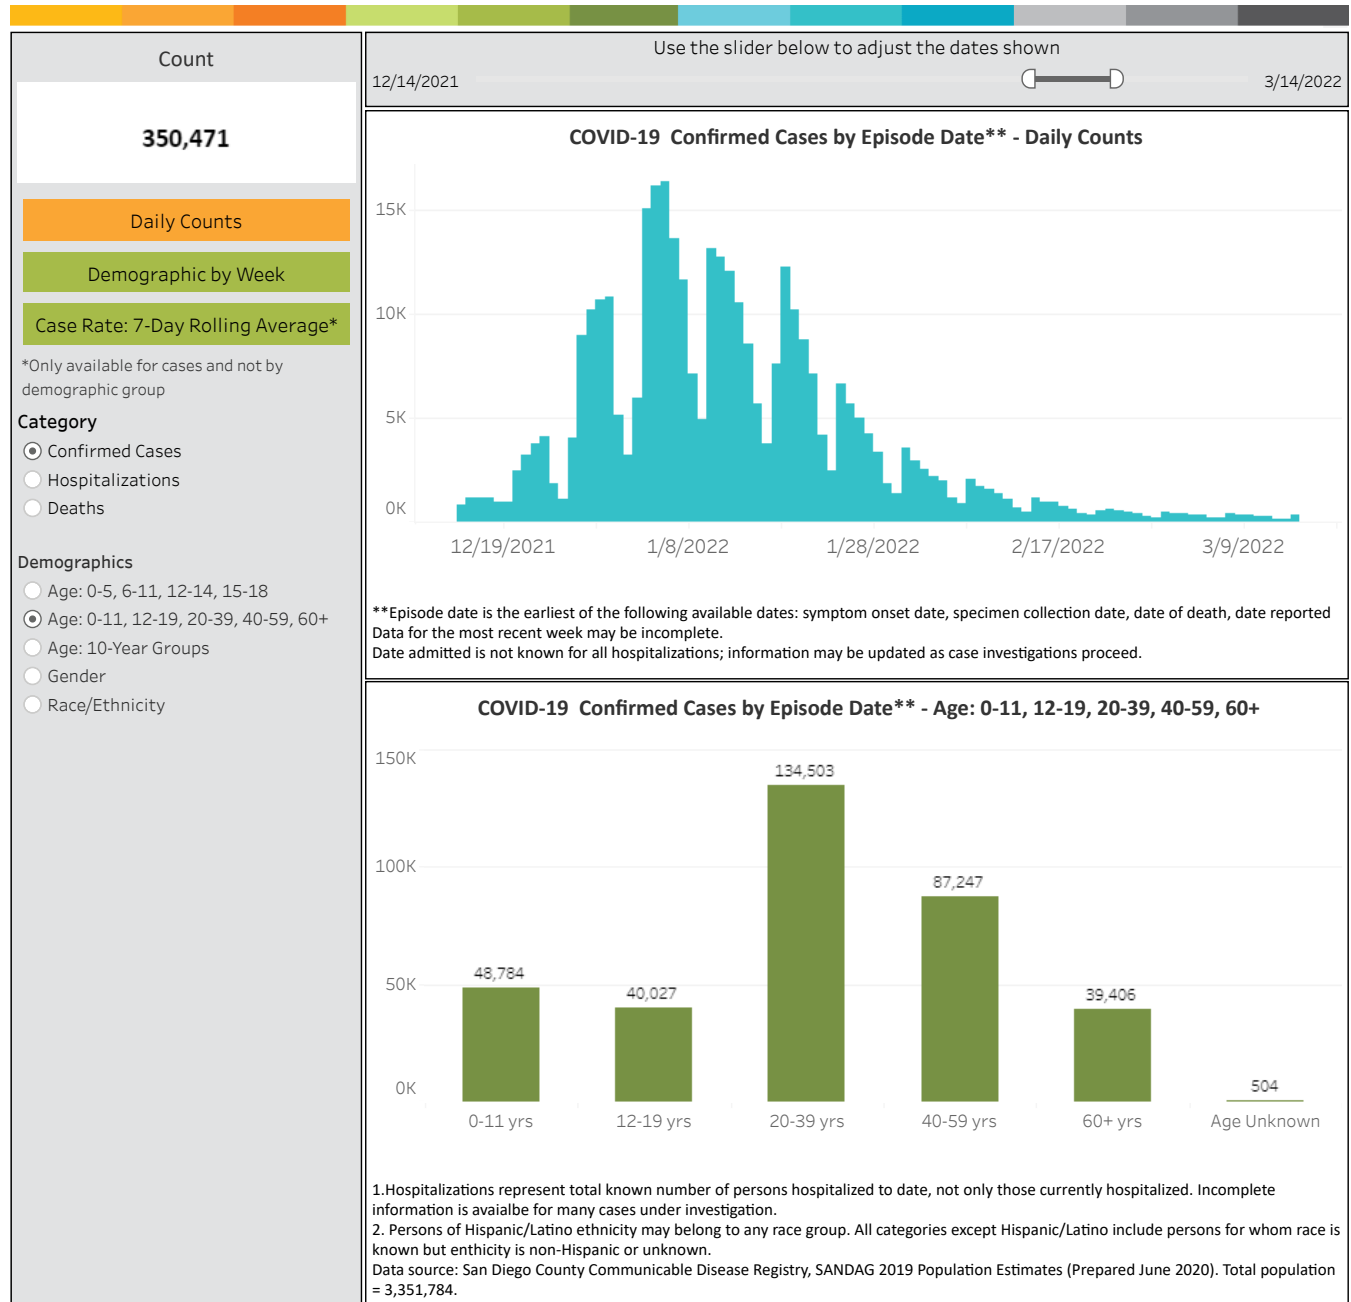 Count
350,471
Daily Counts
Demographic by Week
Case Rate: 7-Day Rolling Average*
*Only available for cases and not by
demographic group
Category
Confirmed Cases
Hospitalizations
Deaths
Demographics
Age: 0-5, 6-11, 12-14, 15-18
Age: 0-11, 12-19, 20-39, 40-59, 60+
Age: 10-Year Groups
Gender
Race/Ethnicity
Use the slider below to adjust the dates shown
12/14/2021 3/14/2022
COVID-19 Confirmed Cases by Episode Date** - Daily Counts
15K
10K
5K
0K
12/19/2021 1/8/2022 1/28/2022 2/17/2022 3/9/2022
**Episode date is the earliest of the following available dates: symptom onset date, specimen collection date, date of death, date reported
Data for the most recent week may be incomplete.
Date admitted is not known for all hospitalizations; information may be updated as case investigations proceed.
COVID-19 Confirmed Cases by Episode Date** - Age: 0-11, 12-19, 20-39, 40-59, 60+
150K
134,503
100K
87,247
50K
48,784
40,027
39,406
0K
504
0-11 yrs 12-19 yrs 20-39 yrs 40-59 yrs 60+ yrs Age Unknown
1.Hospitalizations represent total known number of persons hospitalized to date, not only those currently hospitalized. Incomplete
information is avaialbe for many cases under investigation.
2. Persons of Hispanic/Latino ethnicity may belong to any race group. All categories except Hispanic/Latino include persons for whom race is
known but enthicity is non-Hispanic or unknown.
Data source: San Diego County Communicable Disease Registry, SANDAG 2019 Population Estimates (Prepared June 2020). Total population
= 3,351,784.